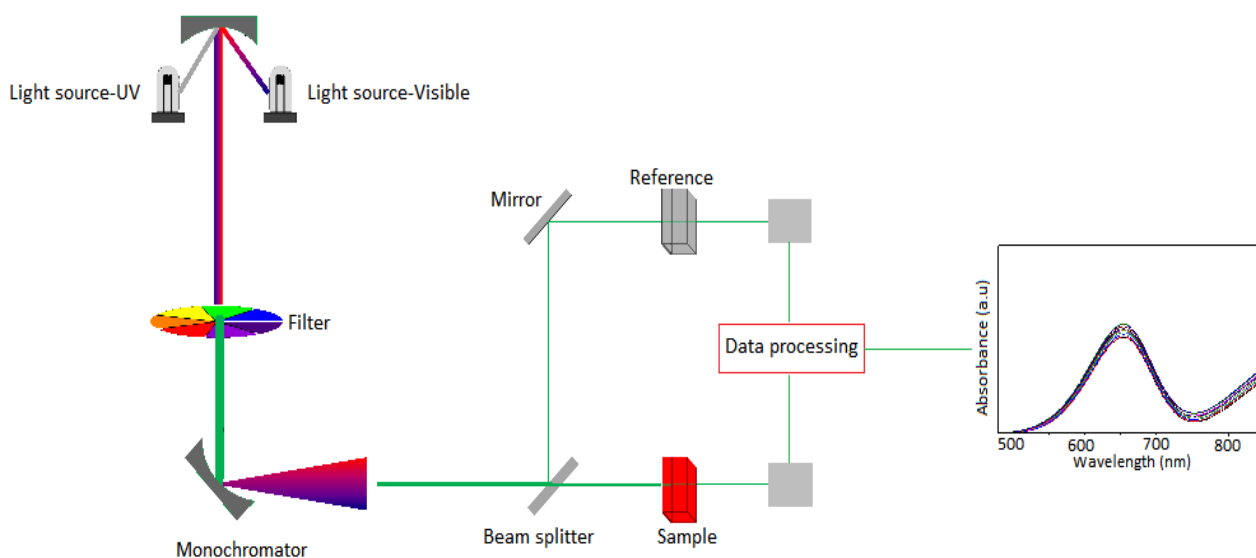 Light source-UV
Light source-Visible
Reference
Mirror
Filter
Data processing
Absorbance (a.u)
500 600 700 800
Wavelength (nm)
Monochromator
Beam splitter
Sample